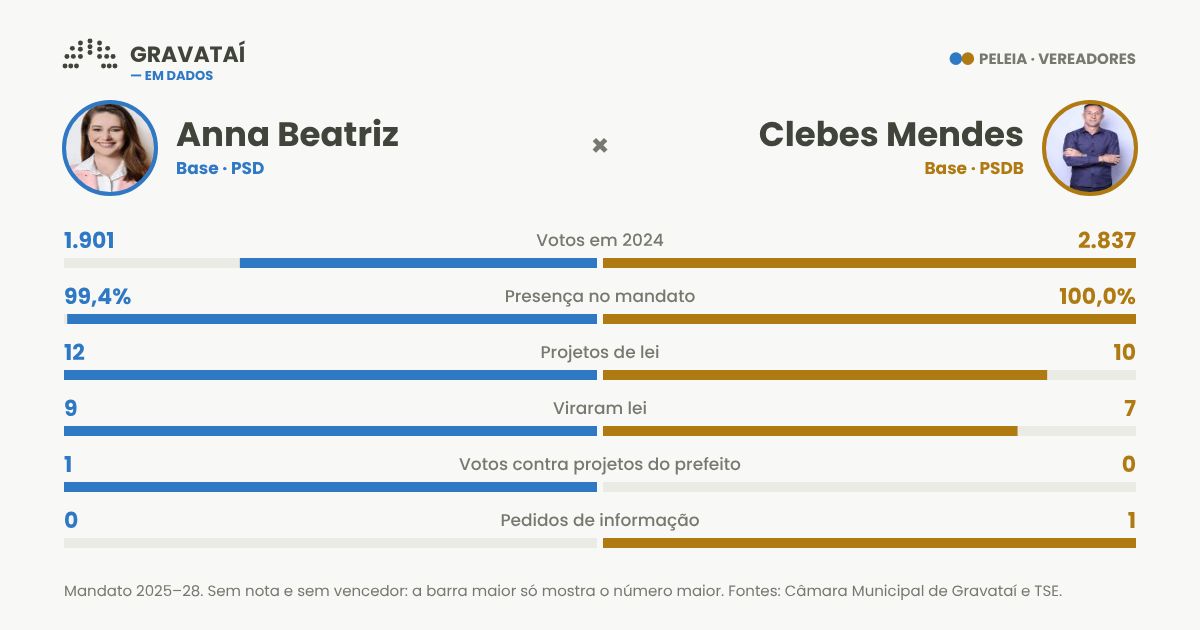 GRAVATAÍ
— EM DADOS
PELEIA · VEREADORES
Anna Beatriz
Base · PSD
×
Clebes Mendes
Base · PSDB
1.901 Votos em 2024 2.837
99,4% Presença no mandato 100,0%
12 Projetos de lei 10
9 Viraram lei 7
1 Votos contra projetos do prefeito 0
0 Pedidos de informação 1
Mandato 2025–28. Sem nota e sem vencedor: a barra maior só mostra o número maior. Fontes: Câmara Municipal de Gravataí e TSE.